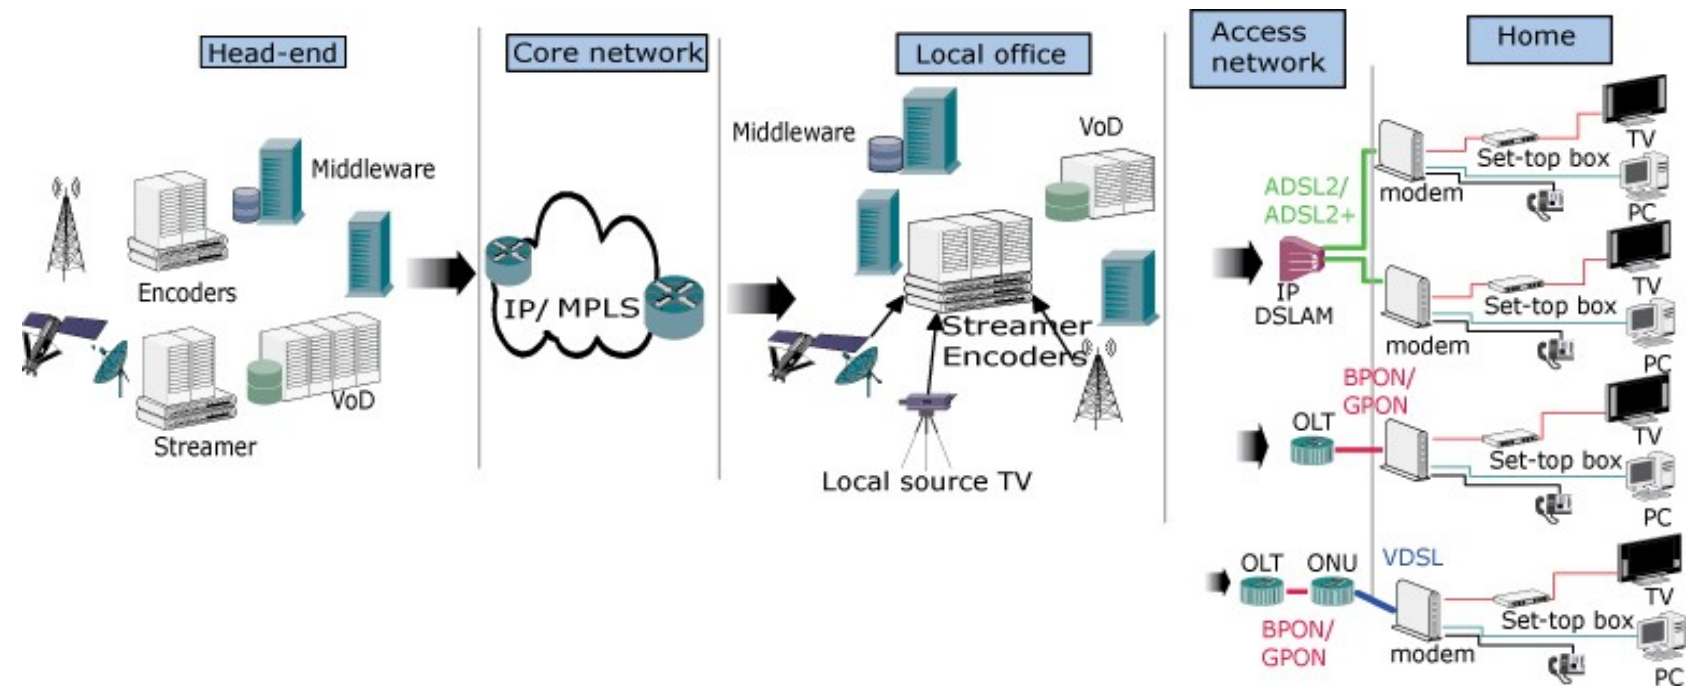 Head-end
Middleware
Encoders
VoD
Streamer
Core network
IP/ MPLS
Local office
Middleware
VoD
Streamer
Encoders
Local source TV
Access
network
ADSL2/
ADSL2+
IP
DSLAM
BPON/
GPON
OLT
OLT
ONU
BPON/
GPON
VDSL
Home
TV
Set-top box
modem
PC
TV
Set-top box
modem
PC
TV
Set-top box
PC
TV
Set-top box
modem
PC